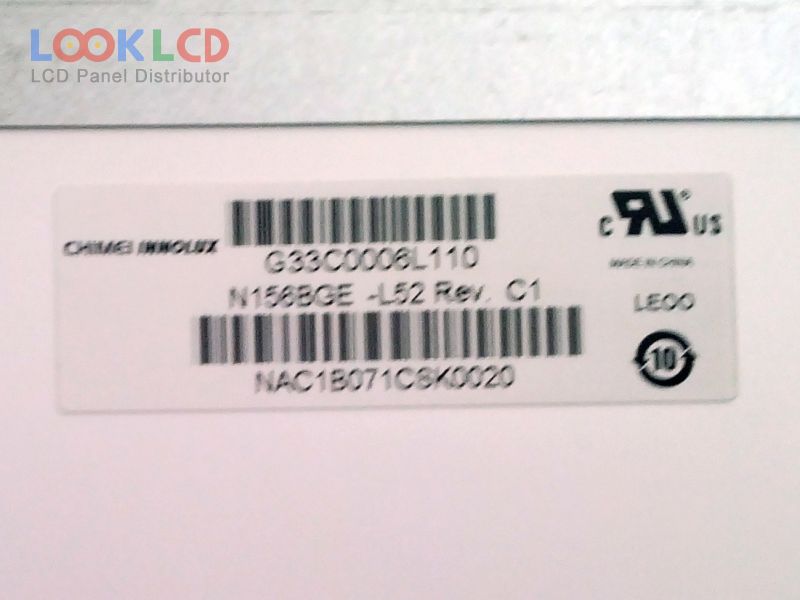 LOOK LCD
LCD Panel Distributor
CHIMEI INNOLUX
G33C0006L110
N156BGE -L52 Rev. C1
NAC1B071C8K0020
C RU ® US
MADE IN CHINA
LEOO
10